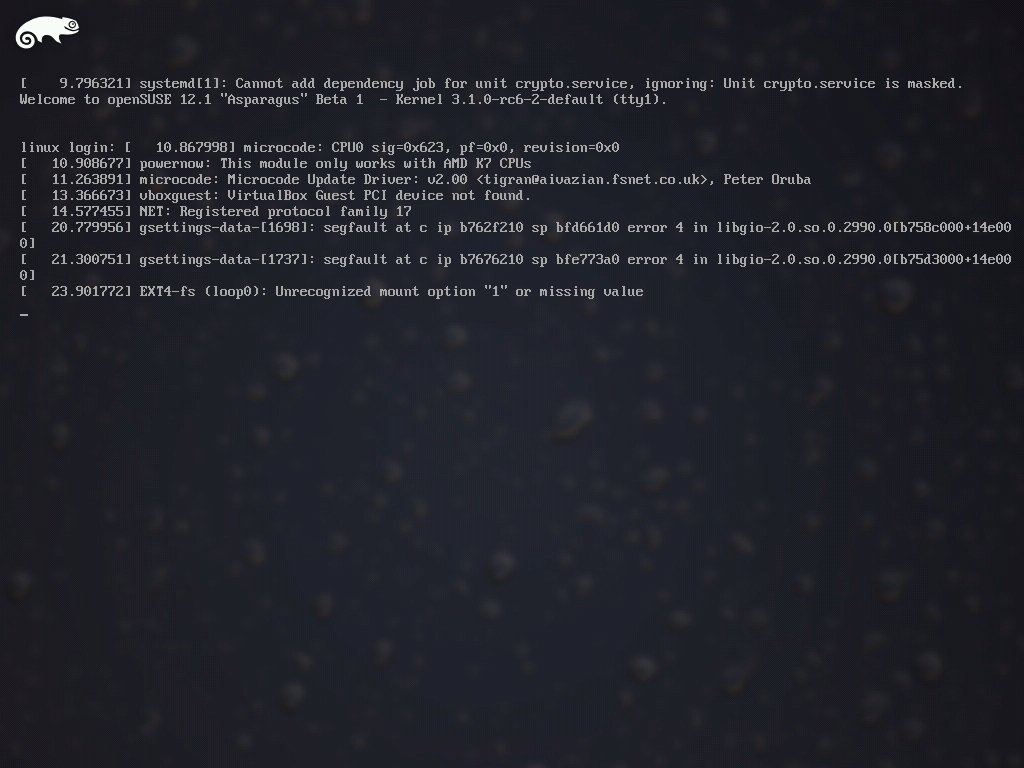 [    9.796321] systemd[1]: Cannot add dependency job for unit crypto.service, ignoring: Unit crypto.service is masked.
Welcome to openSUSE 12.1 "Asparagus" Beta 1  - Kernel 3.1.0-rc6-2-default (tty1).
linux login: [   10.867998] microcode: CPU0 sig=0x623, pf=0x0, revision=0x0
[   10.908677] powernow: This module only works with AMD K7 CPUs
[   11.263891] microcode: Microcode Update Driver: v2.00 <tigran@aivazian.fsnet.co.uk>, Peter Oruba
[   13.366673] vboxguest: VirtualBox Guest PCI device not found.
[   14.577455] NET: Registered protocol family 17
[   20.779956] gsettings-data-[1698]: segfault at c ip b762f210 sp bfd661d0 error 4 in libgio-2.0.so.0.2990.0[b758c000+14e00
0]
[   21.300751] gsettings-data-[1737]: segfault at c ip b7676210 sp bfe773a0 error 4 in libgio-2.0.so.0.2990.0[b75d3000+14e00
0]
[   23.901772] EXT4-fs (loop0): Unrecognized mount option "1" or missing value
_